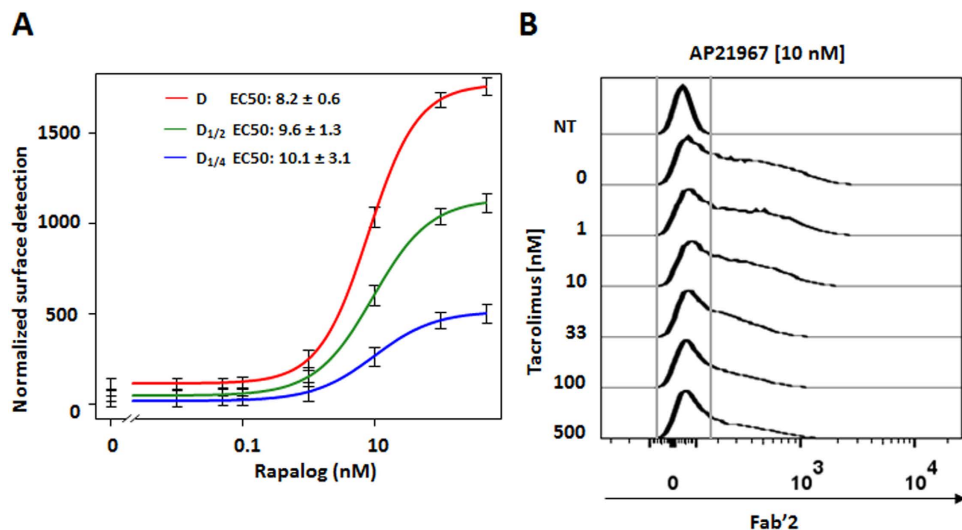 A
Normalized surface detection
1500
1000
500
0
D EC50: 8.2 ± 0.6
D1/2 EC50: 9.6 ± 1.3
D1/4 EC50: 10.1 ± 3.1
0 0.1 10
Rapalog (nM)
B
AP21967 [10 nM]
Tacrolimus [nM]
NT
0
1
10
33
100
500
0 10³ 10⁴
Fab'2